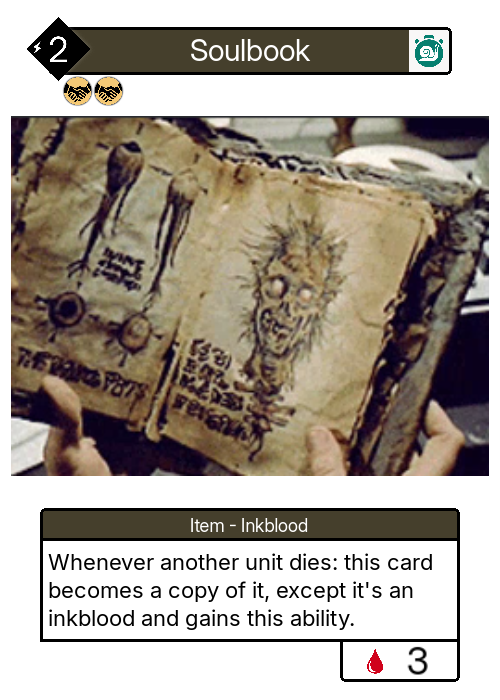 2
Soulbook
Item - Inkblood
Whenever another unit dies: this card
becomes a copy of it, except it's an
inkblood and gains this ability.
3